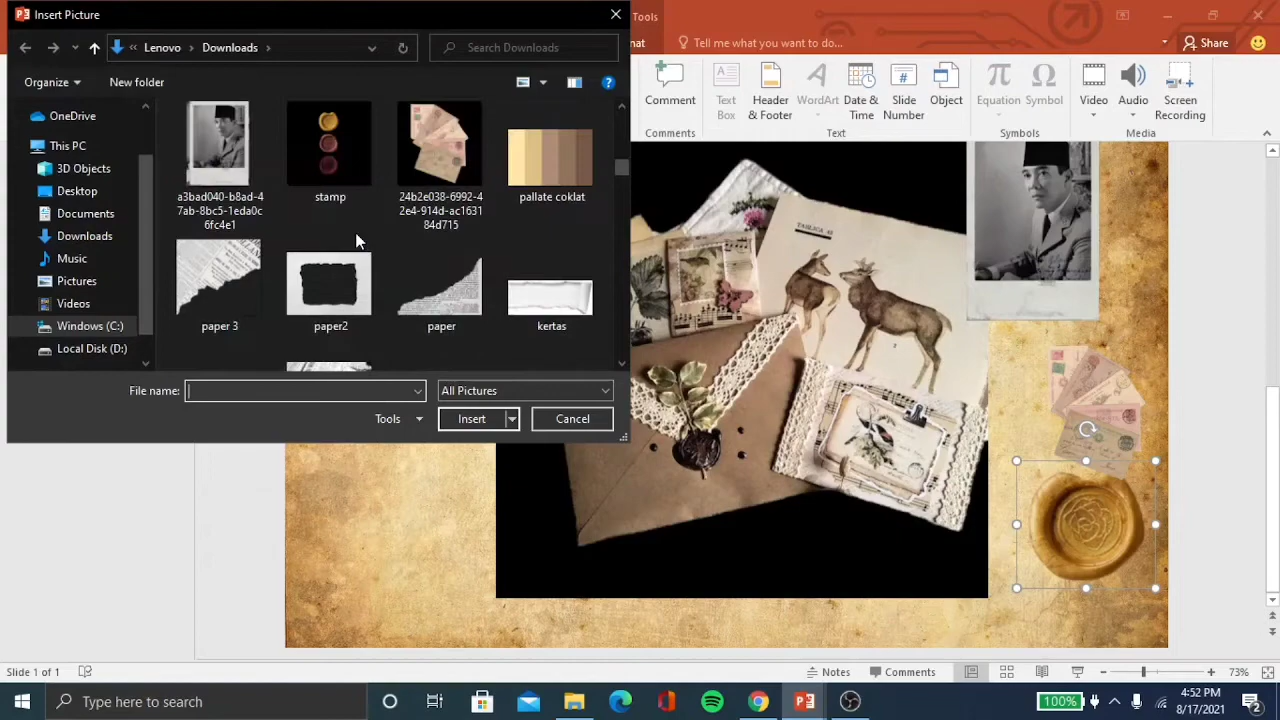 Insert Picture
Tools
Lenovo
Downloads
Search Downloads
mat
Tell me what you want to do...
Share
Organize
New folder
OneDrive
This PC
3D Objects
Desktop
Documents
Downloads
Music
Pictures
Videos
Windows (C:)
Local Disk (D:)
a3bad040-b8ad-4
7ab-8bc5-1eda0c
6fc4e1
stamp
24b2e038-6992-4
2e4-914d-ac1631
84d715
pallate coklat
paper 3
paper2
paper
kertas
File name:
All Pictures
Tools
Insert
Cancel
Comment
Text
Box
Header
& Footer
WordArt
Date &
Time
Slide
Number
Object
Equation
Symbol
Video
Audio
Screen
Recording
Comments
Text
Symbols
Media
Slide 1 of 1
Notes
Comments
73%
Type here to search
100%
4:52 PM
8/17/2021
2